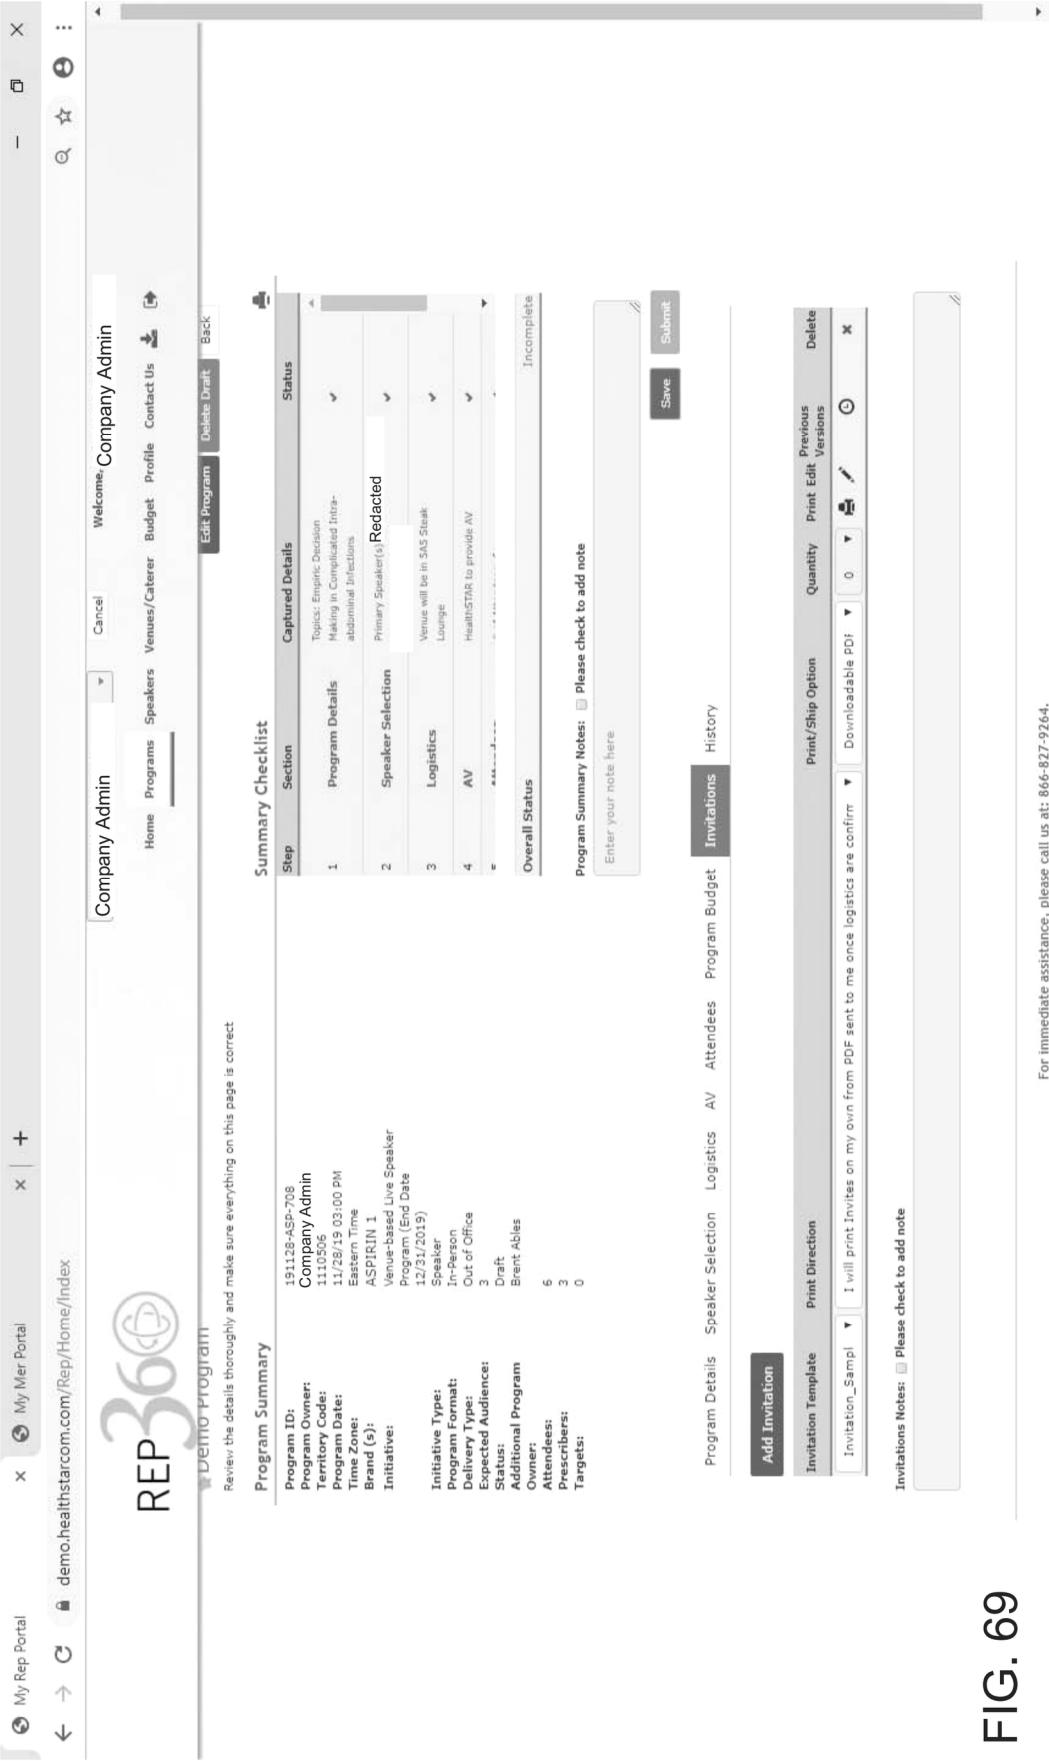 My Rep Portal
My Mer Portal
demo.healthstarcom.com/Rep/Home/Index
Company Admin
Cancel
Welcome, Company Admin
REP 360
Home Programs Speakers Venues/Caterer Budget Profile Contact Us
Demo Program
Edit Program Delete Draft Back
Review the details thoroughly and make sure everything on this page is correct
Program Summary
Program ID: 191128-ASP-708
Program Owner: Company Admin
Territory Code: 1110506
Program Date: 11/28/19 03:00 PM
Time Zone: Eastern Time
Brand (s): ASPIRIN 1
Initiative: Venue-based Live Speaker
Program (End Date
12/31/2019)
Initiative Type: Speaker
Program Format: In-Person
Delivery Type: Out of Office
Expected Audience: 3
Status: Draft
Additional Program Brent Ables
Owner:
Attendees: 6
Prescribers: 3
Targets: 0
Summary Checklist
Step Section Captured Details Status
1 Program Details Topics: Empiric Decision
Making in Complicated Intra-
abdominal Infections
2 Speaker Selection Primary Speaker(s) Redacted
3 Logistics Venue will be in SAS Steak
Lounge
4 AV HealthSTAR to provide AV
Overall Status Incomplete
Program Summary Notes: Please check to add note
Enter your note here
Save Submit
Program Details Speaker Selection Logistics AV Attendees Program Budget Invitations History
Add Invitation
Invitation Template Print Direction Print/Ship Option Quantity Print Edit Previous Versions Delete
Invitation_Sampl I will print Invites on my own from PDF sent to me once logistics are confirm Downloadable PDF 0
Invitations Notes: Please check to add note
For immediate assistance, please call us at: 866-827-9264.
FIG. 69